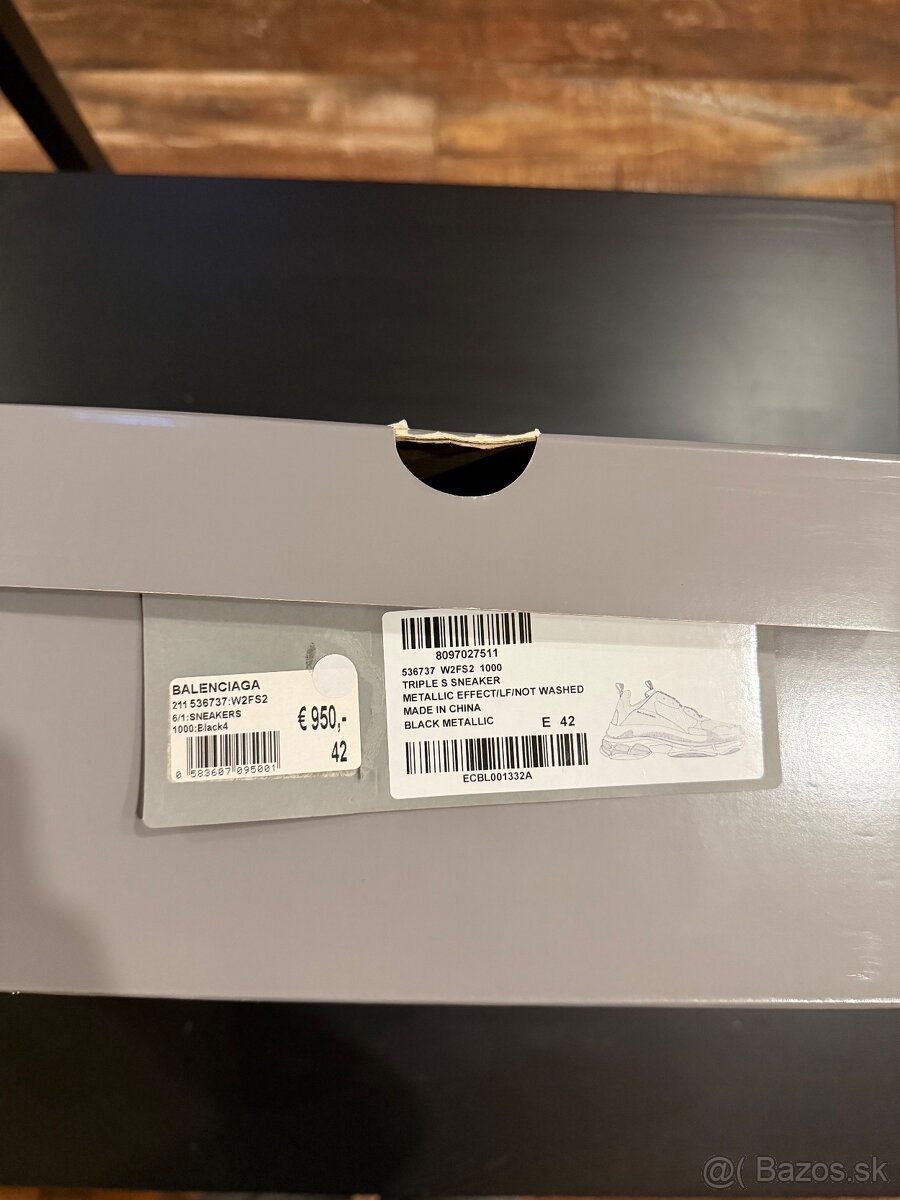 BALENCIAGA
211 536737:W2FS2
6/1:SNEAKERS
1000:Black4
€ 950,-
42
0 583607 095001
8097027511
536737 W2FS2 1000
TRIPLE S SNEAKER
METALLIC EFFECT/LF/NOT WASHED
MADE IN CHINA
BLACK METALLIC E 42
ECBL001332A
@( Bazos.sk